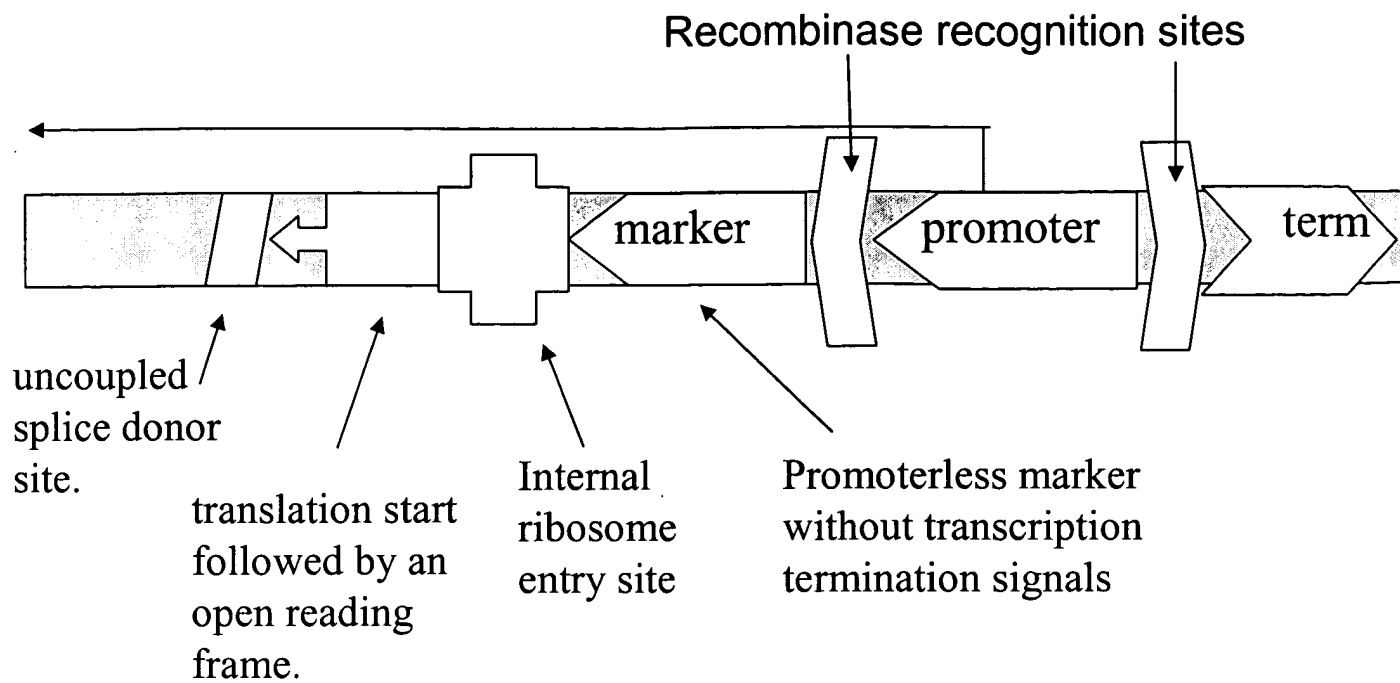 Recombinase recognition sites
marker
promoter
term
uncoupled
splice donor
site.
translation start
followed by an
open reading
frame.
Internal
ribosome
entry site
Promoterless marker
without transcription
termination signals